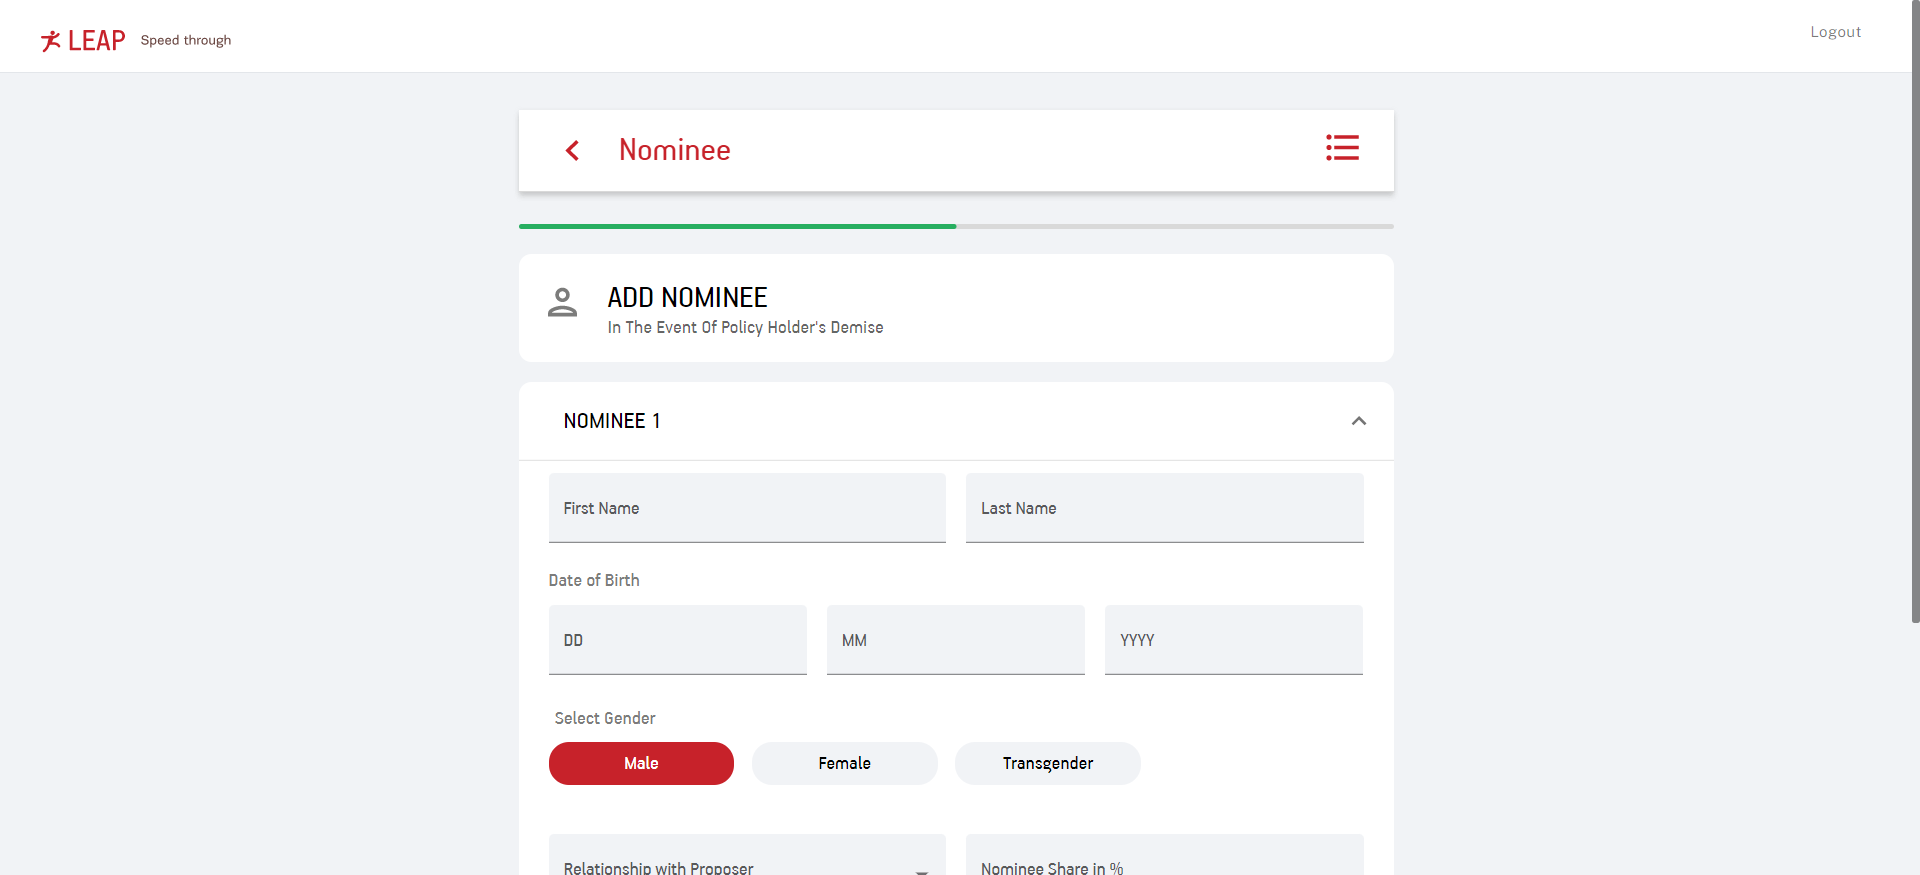 LEAP Speed through
Logout
Nominee
ADD NOMINEE
In The Event Of Policy Holder's Demise
NOMINEE 1
First Name
Last Name
Date of Birth
DD
MM
YYYY
Select Gender
Male
Female
Transgender
Relationship with Proposer
Nominee Share in %